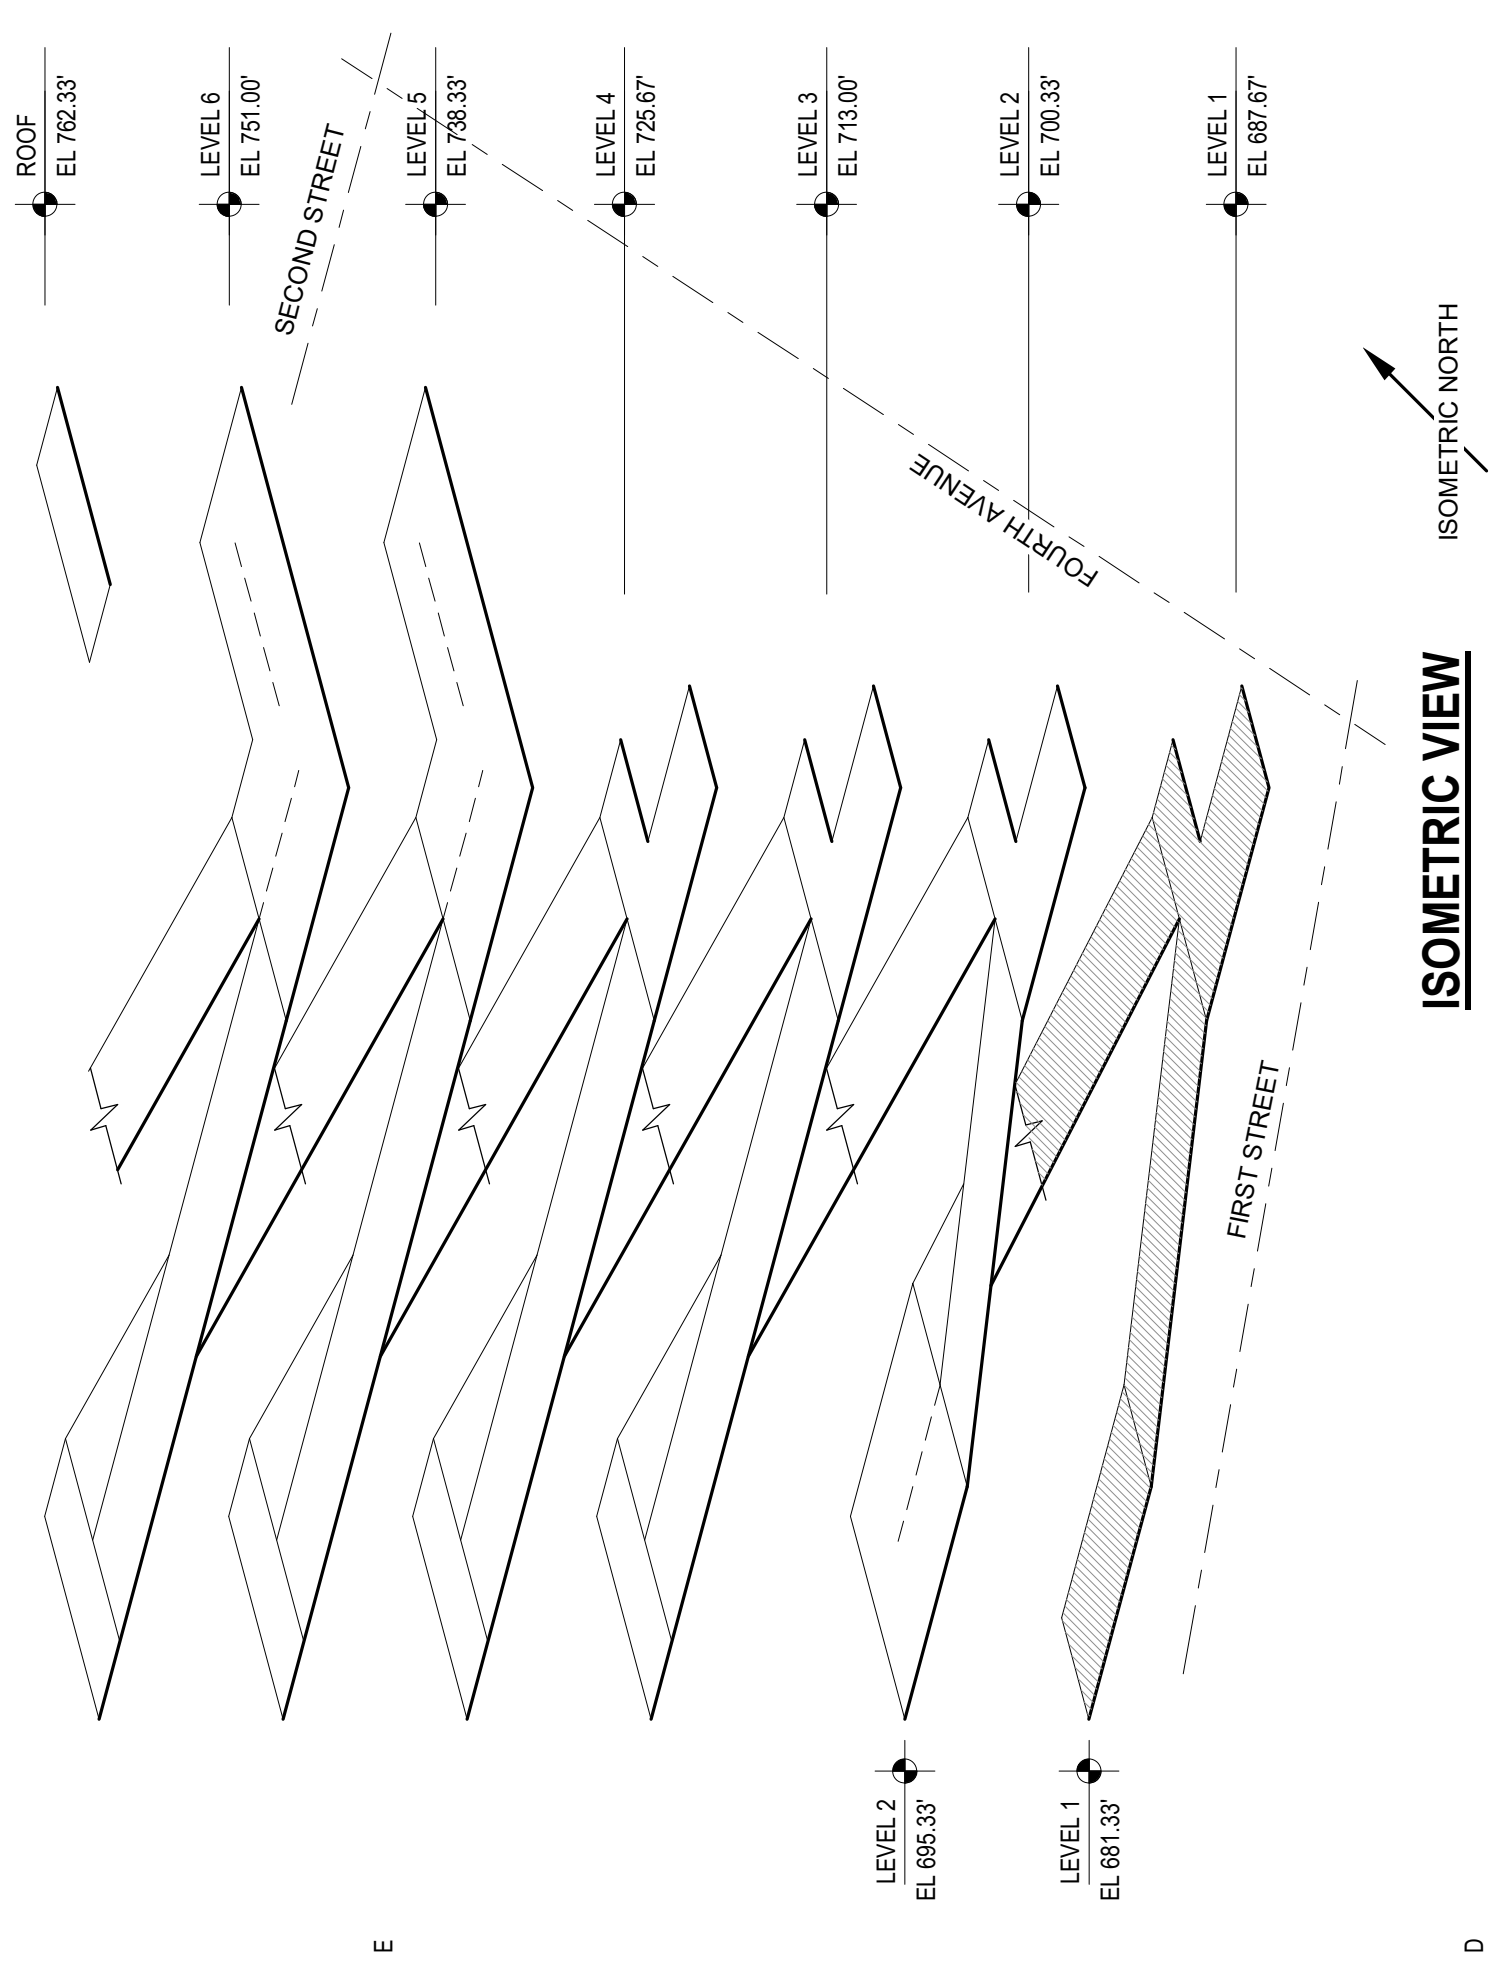 ROOF
EL 762.33'
LEVEL 6
EL 751.00'
LEVEL 5
EL 738.33'
LEVEL 4
EL 725.67'
LEVEL 3
EL 713.00'
LEVEL 2
EL 700.33'
LEVEL 1
EL 687.67'
SECOND STREET
FOURTH AVENUE
FIRST STREET
ISOMETRIC NORTH
ISOMETRIC VIEW
LEVEL 2
EL 695.33'
LEVEL 1
EL 681.33'
E
D